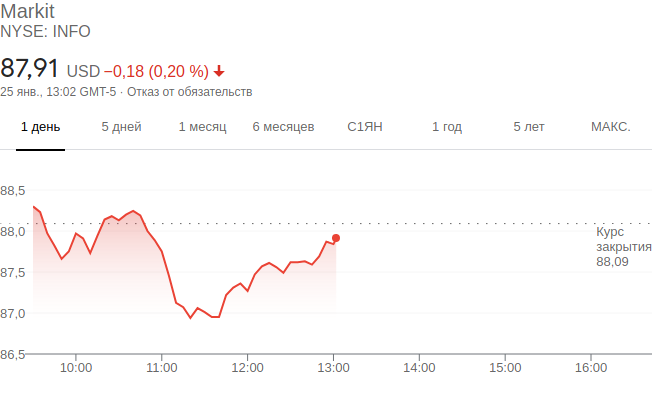 Markit
NYSE: INFO
87,91 USD −0,18 (0,20 %)
25 янв., 13:02 GMT-5 · Отказ от обязательств
1 день 5 дней 1 месяц 6 месяцев С1ЯН 1 год 5 лет МАКС.
88,5
88,0
87,5
87,0
86,5
Курс
закрытия
88,09
10:00 11:00 12:00 13:00 14:00 15:00 16:00